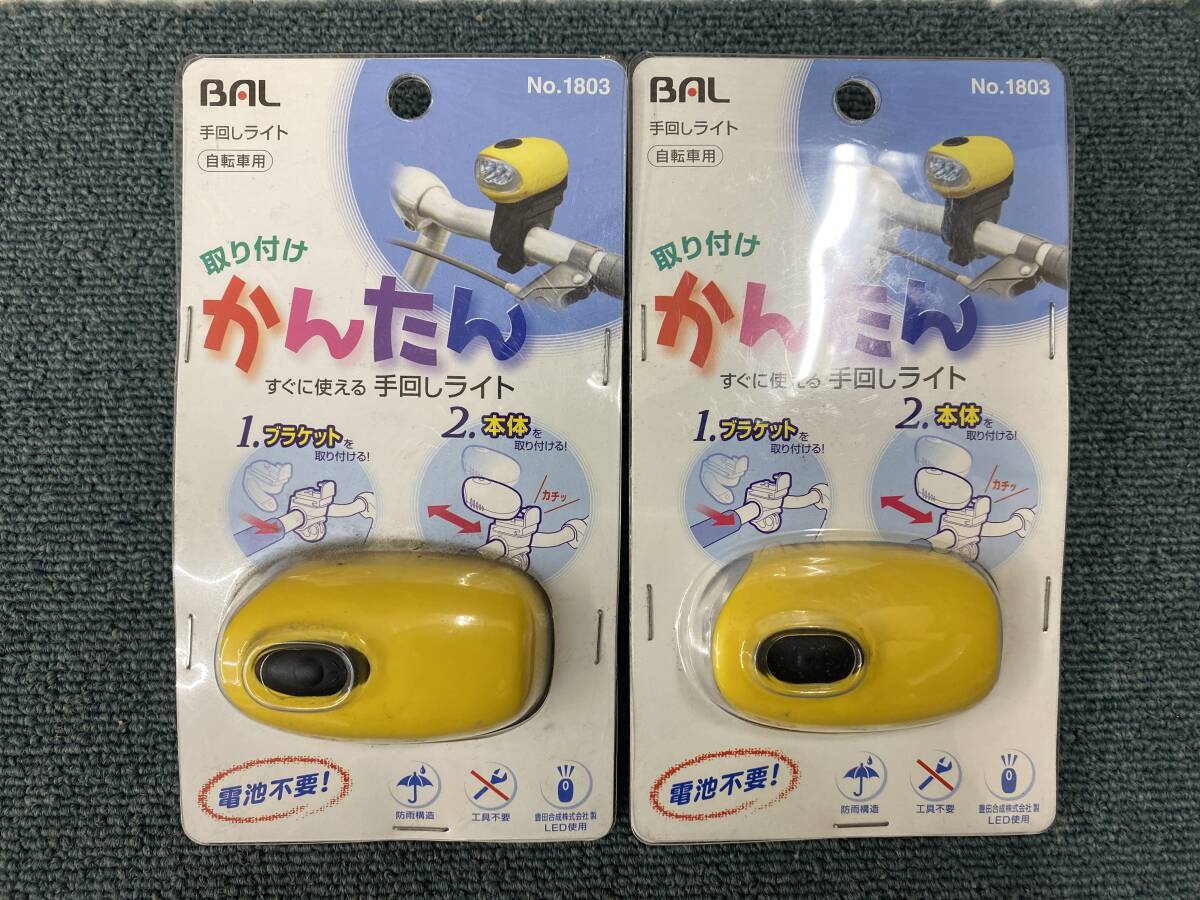 BAL
No.1803
手回しライト
自転車用
取り付け
かんたん
すぐに使える 手回しライト
1.ブラケットを
取り付ける!
2.本体を
取り付ける!
カチッ
電池不要!
防雨構造
工具不要
豊田合成株式会社製
LED使用
BAL
No.1803
手回しライト
自転車用
取り付け
かんたん
すぐに使える 手回しライト
1.ブラケットを
取り付ける!
2.本体を
取り付ける!
カチッ
電池不要!
防雨構造
工具不要
豊田合成株式会社製
LED使用